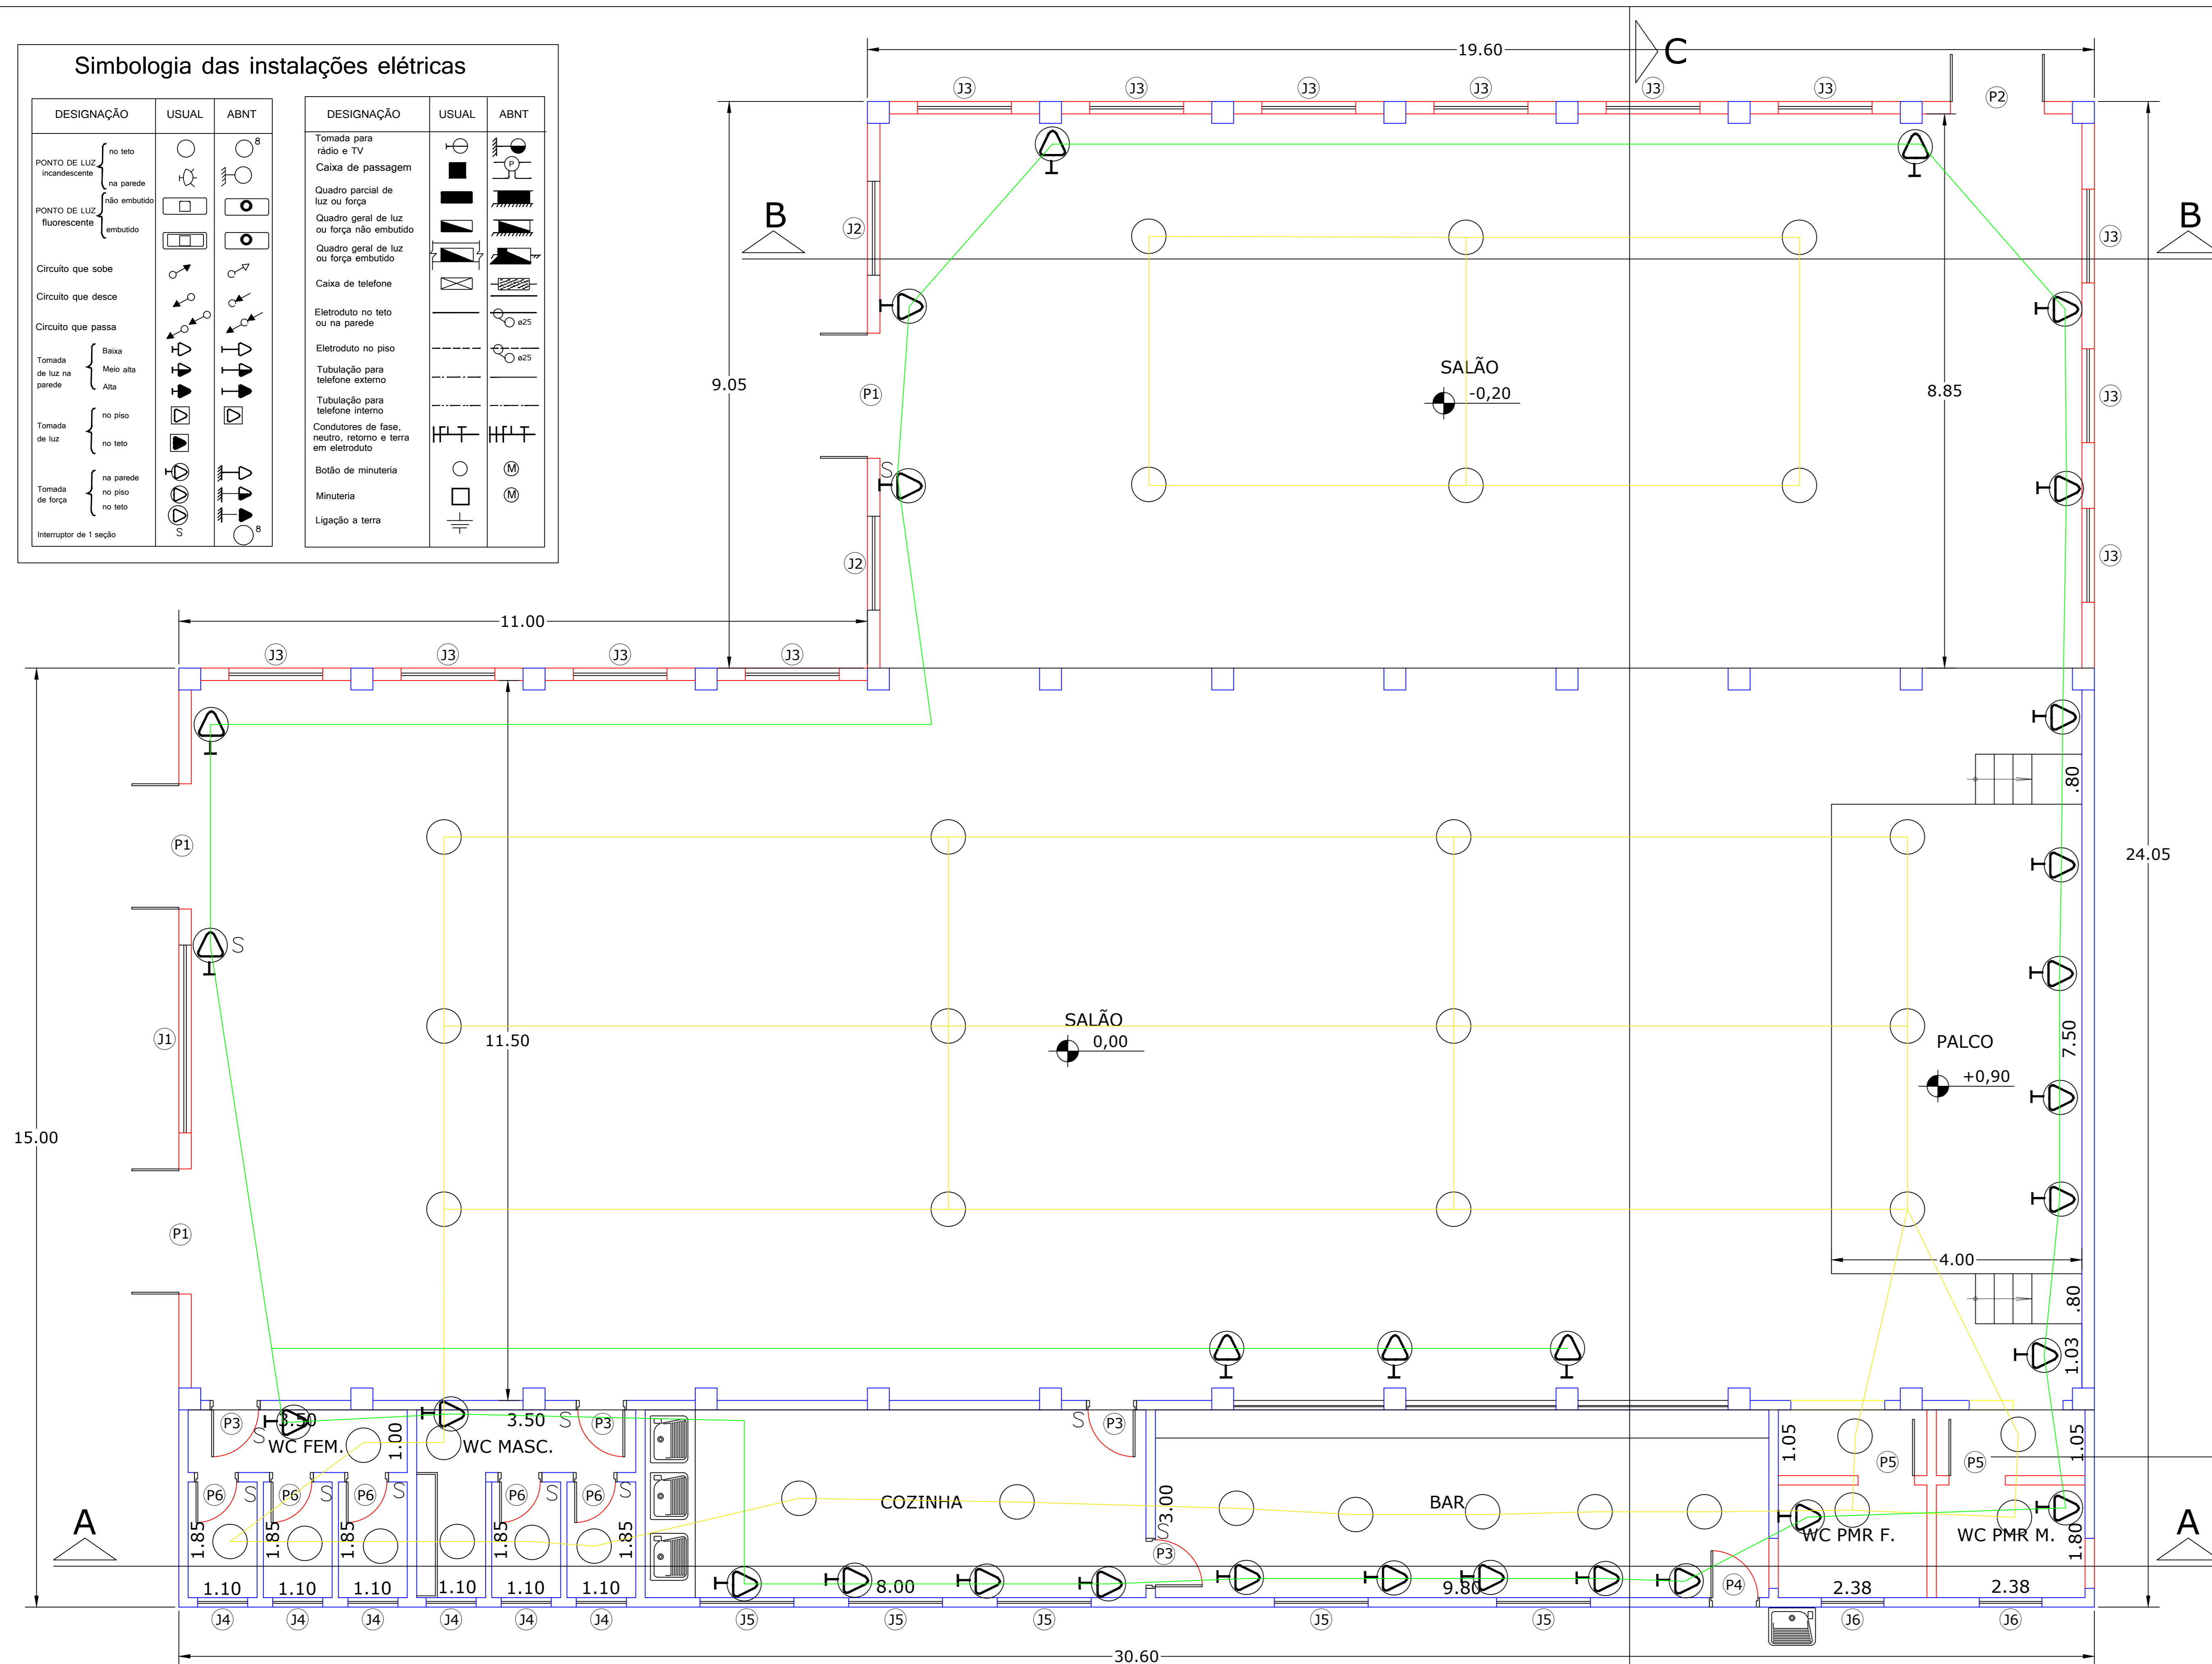 Simbologia das instalações elétricas
DESIGNAÇÃO USUAL ABNT
PONTO DE LUZ
incandescente
no teto
8
na parede
PONTO DE LUZ
fluorescente
não embutido
embutido
Circuito que sobe
Circuito que desce
Circuito que passa
Tomada
de luz na
parede
Baixa
Meio alta
Alta
Tomada
de luz
no piso
no teto
Tomada
de força
na parede
no piso
no teto
Interruptor de 1 seção S 8
DESIGNAÇÃO USUAL ABNT
Tomada para
rádio e TV
Caixa de passagem P
Quadro parcial de
luz ou força
Quadro geral de luz
ou força não embutido
Quadro geral de luz
ou força embutido
Caixa de telefone
Eletroduto no teto
ou na parede
ø25
Eletroduto no piso
ø25
Tubulação para
telefone externo
Tubulação para
telefone interno
Condutores de fase,
neutro, retorno e terra
em eletroduto
Botão de minuteria M
Minuteria M
Ligação a terra
19.60
C
J3 J3 J3 J3 J3 J3 P2
B B
J2 J3
9.05
SALÃO
-0,20
8.85
P1 J3
S
J2 J3
11.00
J3 J3 J3 J3
.80
P1
24.05
S
J1
11.50
SALÃO
0,00
PALCO
+0,90
7.50
15.00
P1
4.00
.80
1.03
P3 3.50 3.50 S P3 S P3
S
WC FEM. 1.00 WC MASC.
1.05 P5 P5 1.05
P6 S P6 S P6 S P6 S P6 S
COZINHA 3.00 BAR
A A
1.85 1.85 1.85 1.85 1.85
S
P3
WC PMR F. WC PMR M.
1.80
1.10 1.10 1.10 1.10 1.10 1.10 8.00 9.80 P4 2.38 2.38
J4 J4 J4 J4 J4 J4 J5 J5 J5 J5 J5 J6 J6
30.60